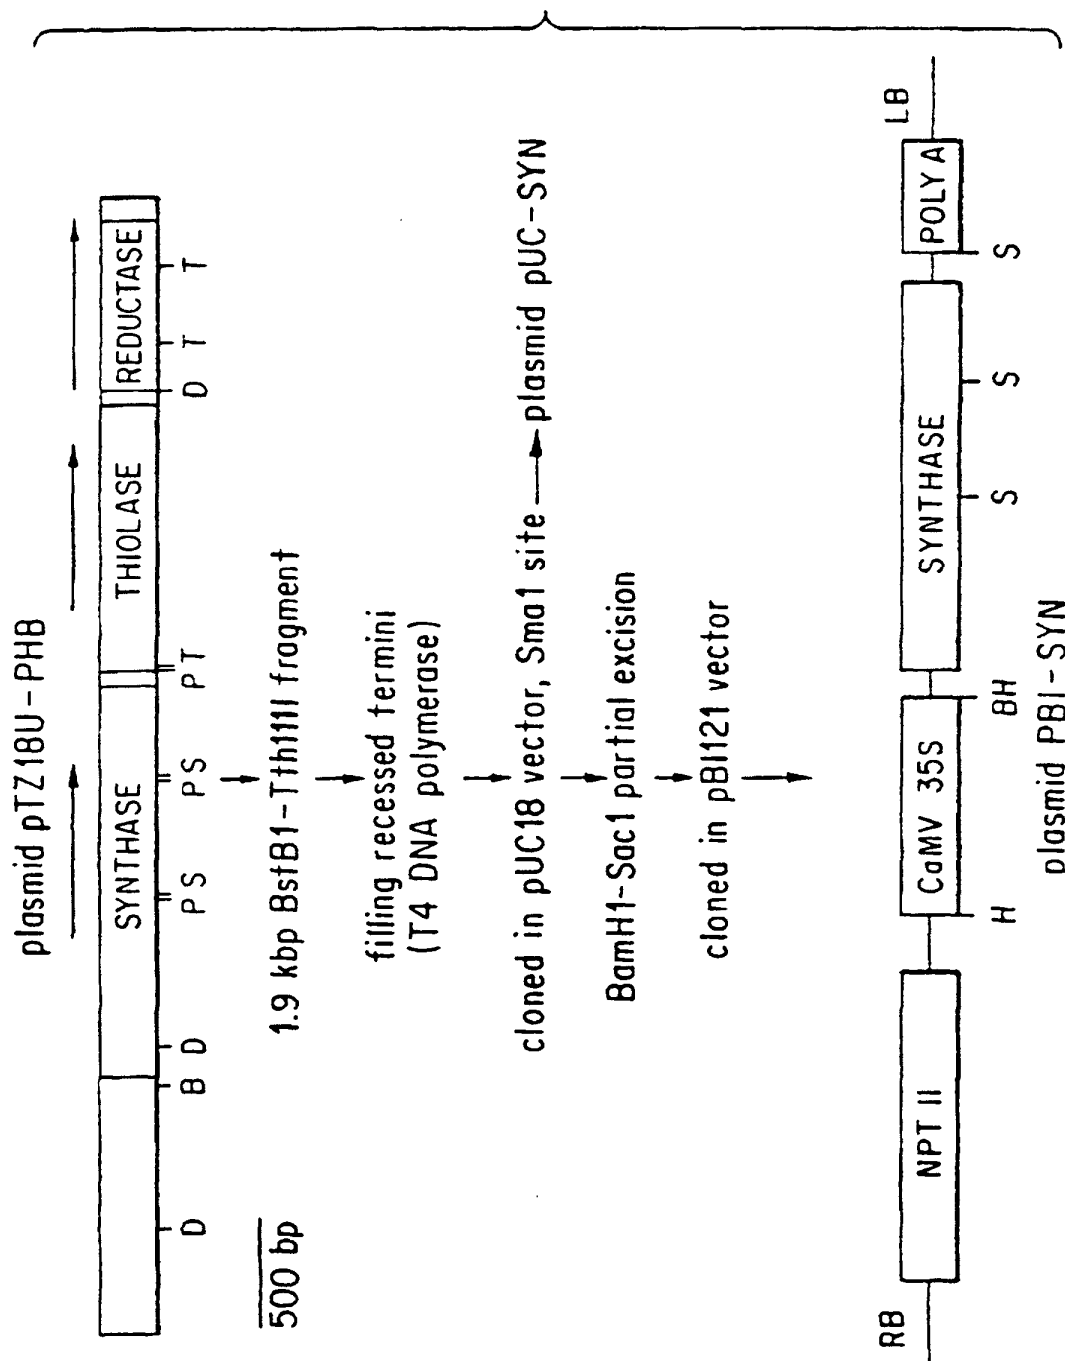 plasmid pTZ18U-PHB
SYNTHASE THIOLASE REDUCTASE
D B D P S P S P T D T T
500 bp
1.9 kbp BstB1-Tth111I fragment
filling recessed termini
(T4 DNA polymerase)
cloned in pUC18 vector, Sma1 site → plasmid pUC-SYN
BamH1-Sac1 partial excision
cloned in pBI121 vector
RB NPT II CaMV 35S SYNTHASE POLY A LB
H BH S S S
plasmid PBI-SYN